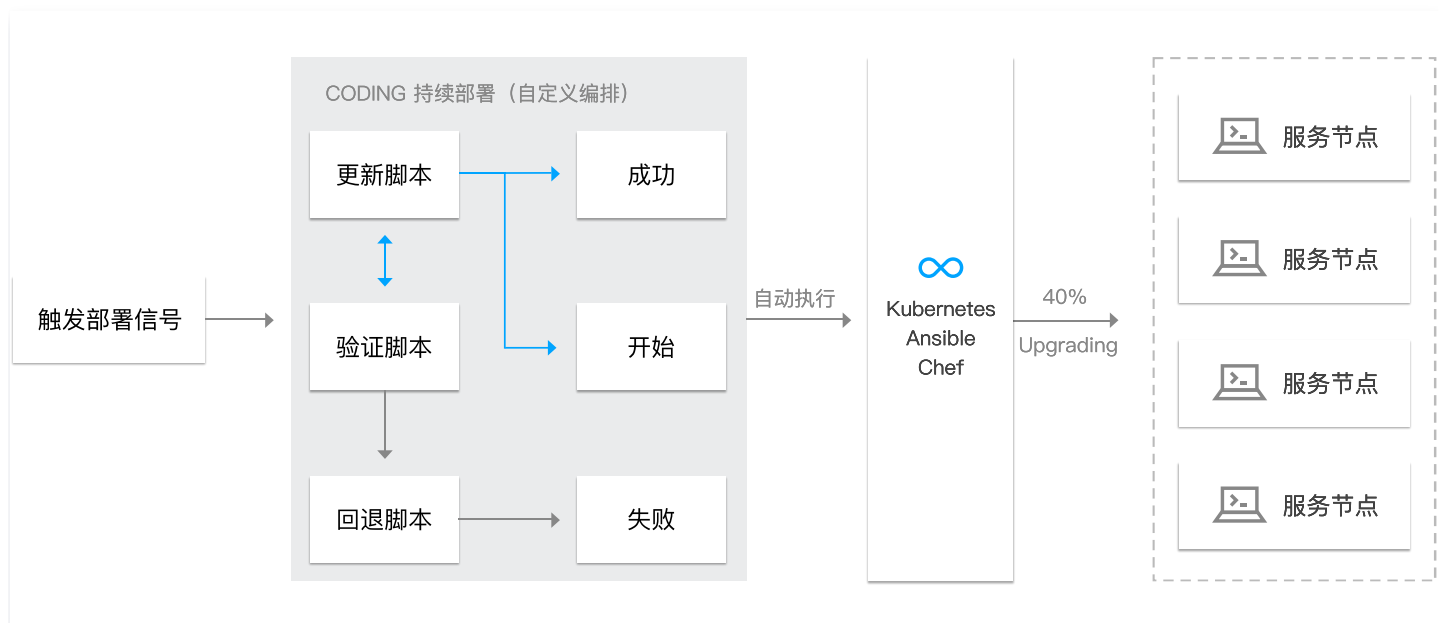 CODING 持续部署（自定义编排）
更新脚本
成功
触发部署信号
验证脚本
开始
回退脚本
失败
自动执行
Kubernetes
Ansible
Chef
40%
Upgrading
服务节点
服务节点
服务节点
服务节点